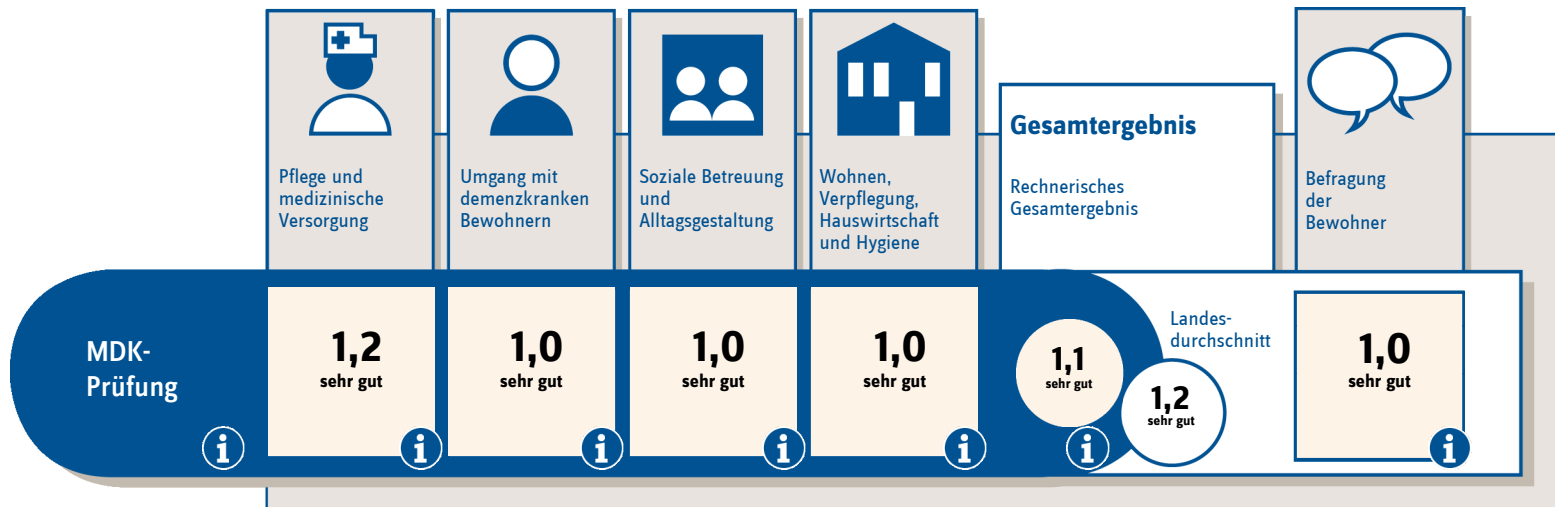 Pflege und
medizinische
Versorgung
Umgang mit
demenzkranken
Bewohnern
Soziale Betreuung
und
Alltagsgestaltung
Wohnen,
Verpflegung,
Hauswirtschaft
und Hygiene
Gesamtergebnis
Rechnerisches
Gesamtergebnis
Befragung
der
Bewohner
MDK-
Prüfung
i
1,2
sehr gut
i
1,0
sehr gut
i
1,0
sehr gut
i
1,0
sehr gut
i
1,1
sehr gut
i
Landes-
durchschnitt
1,2
sehr gut
1,0
sehr gut
i